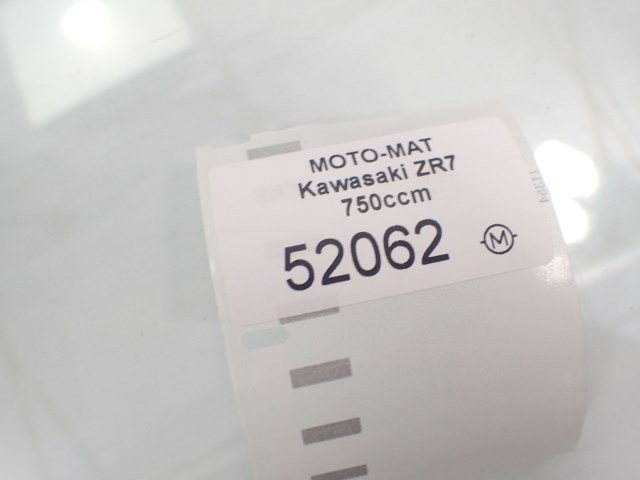 MOTO-MAT
Kawasaki ZR7
750ccm
52062 M